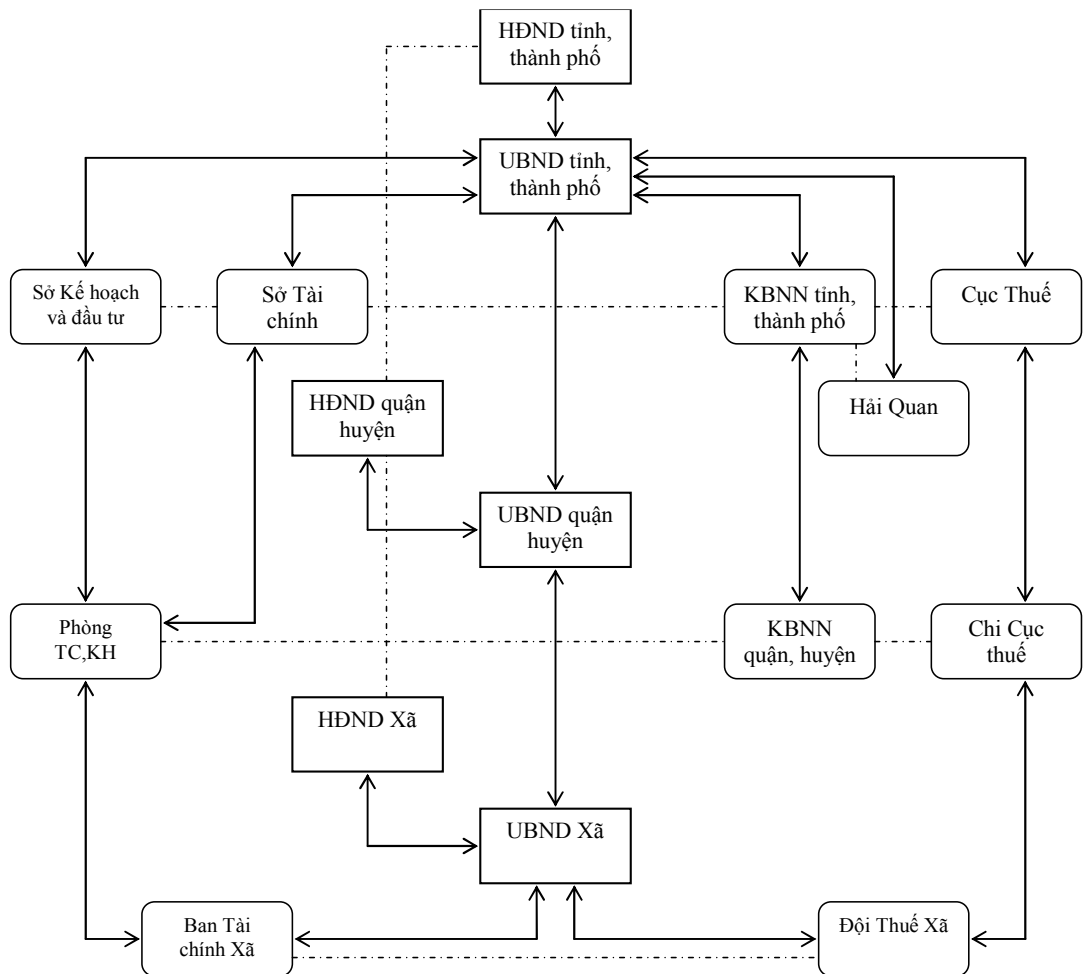 HĐND tỉnh,
thành phố
UBND tỉnh,
thành phố
Sở Kế hoạch
và đầu tư
Sở Tài
chính
KBNN tỉnh,
thành phố
Cục Thuế
HĐND quận
huyện
Hải Quan
UBND quận
huyện
Phòng
TC,KH
KBNN
quận, huyện
Chi Cục
thuế
HĐND Xã
UBND Xã
Ban Tài
chính Xã
Đội Thuế Xã